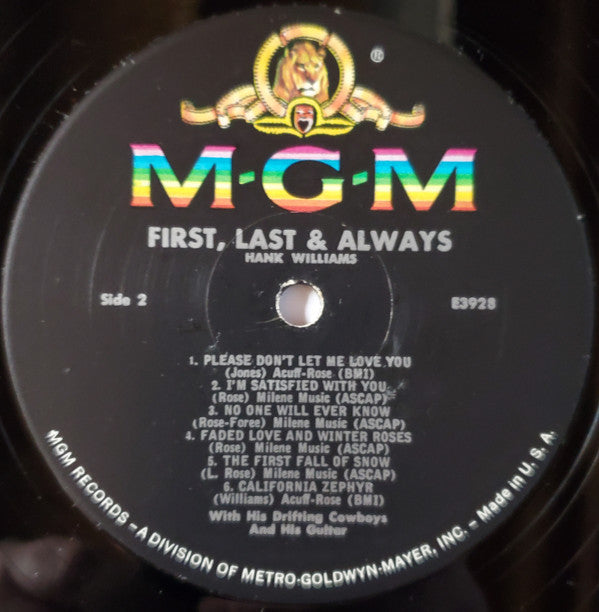 ®
M-G-M
FIRST, LAST & ALWAYS
HANK WILLIAMS
Side 2
E3928
1. PLEASE DON'T LET ME LOVE YOU
(Jones) Acuff-Rose (BMI)
2. I'M SATISFIED WITH YOU
(Rose) Milene Music (ASCAP)
3. NO ONE WILL EVER KNOW
(Rose-Foree) Milene Music (ASCAP)
4. FADED LOVE AND WINTER ROSES
(Rose) Milene Music (ASCAP)
5. THE FIRST FALL OF SNOW
(L. Rose) Milene Music (ASCAP)
6. CALIFORNIA ZEPHYR
(Williams) Acuff-Rose (BMI)
With His Drifting Cowboys
And His Guitar
MGM RECORDS – A DIVISION OF METRO-GOLDWYN-MAYER, INC. – Made in U. S. A.